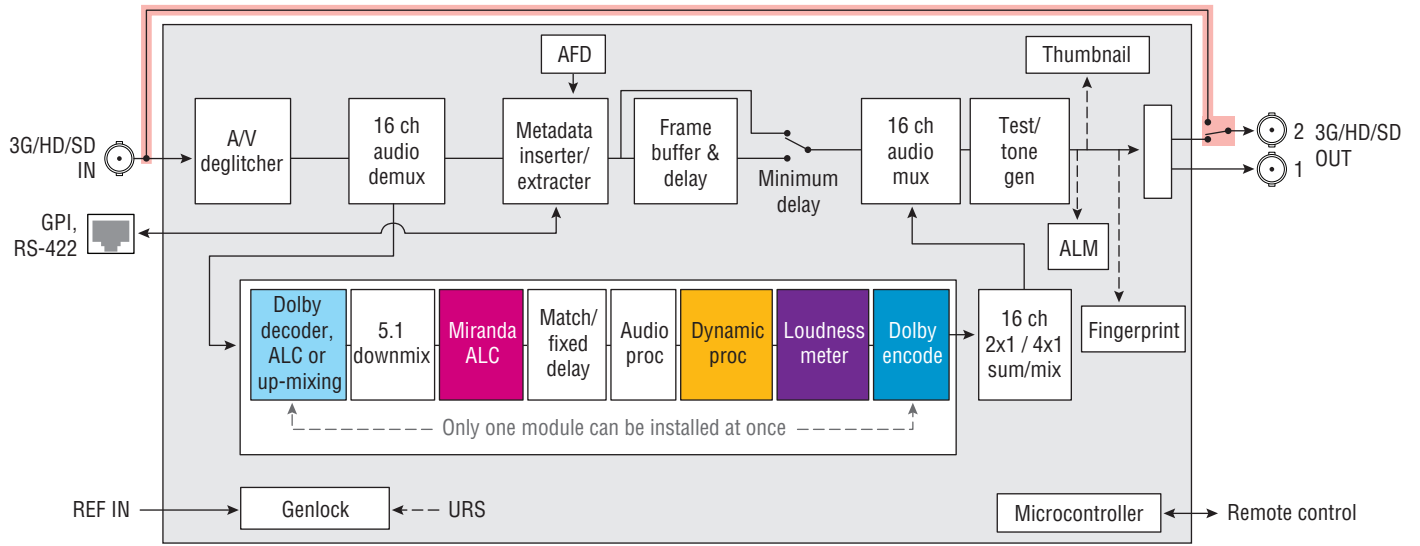 AFD
Thumbnail
3G/HD/SD
IN
A/V
deglitcher
16 ch
audio
demux
Metadata
inserter/
extracter
Frame
buffer &
delay
Minimum
delay
16 ch
audio
mux
Test/
tone
gen
2
3G/HD/SD
OUT
1
GPI,
RS-422
ALM
Fingerprint
Dolby
decoder,
ALC or
up-mixing
5.1
downmix
Miranda
ALC
Match/
fixed
delay
Audio
proc
Dynamic
proc
Loudness
meter
Dolby
encode
16 ch
2x1 / 4x1
sum/mix
Only one module can be installed at once
REF IN
Genlock
URS
Microcontroller
Remote control